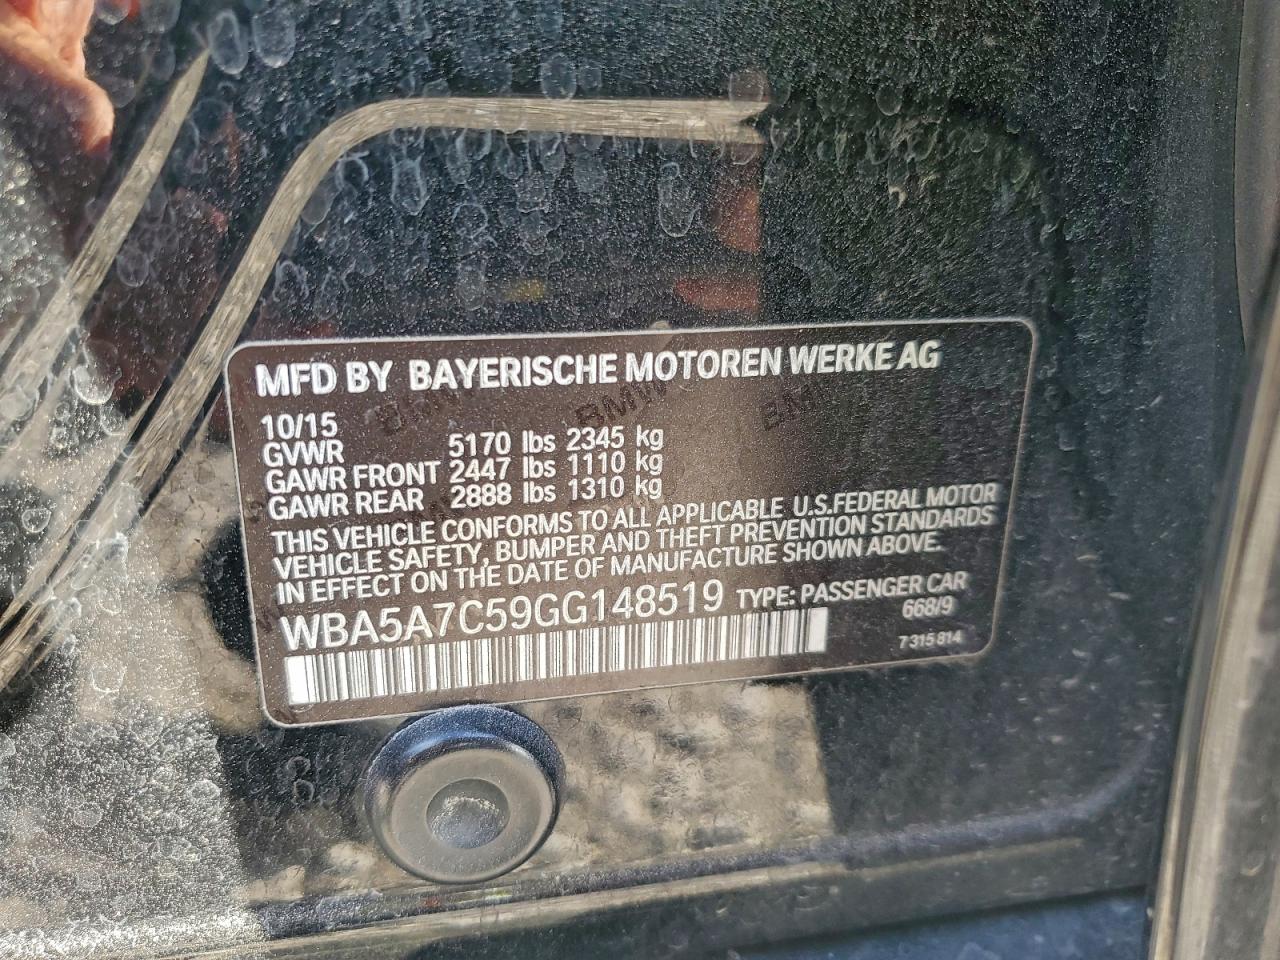 MFD BY BAYERISCHE MOTOREN WERKE AG
10/15
GVWR 5170 lbs 2345 kg
GAWR FRONT 2447 lbs 1110 kg
GAWR REAR 2888 lbs 1310 kg
THIS VEHICLE CONFORMS TO ALL APPLICABLE U.S.FEDERAL MOTOR
VEHICLE SAFETY, BUMPER AND THEFT PREVENTION STANDARDS
IN EFFECT ON THE DATE OF MANUFACTURE SHOWN ABOVE.
WBA5A7C59GG148519 TYPE: PASSENGER CAR
668/9
7 315 814
BMW BMW BMW